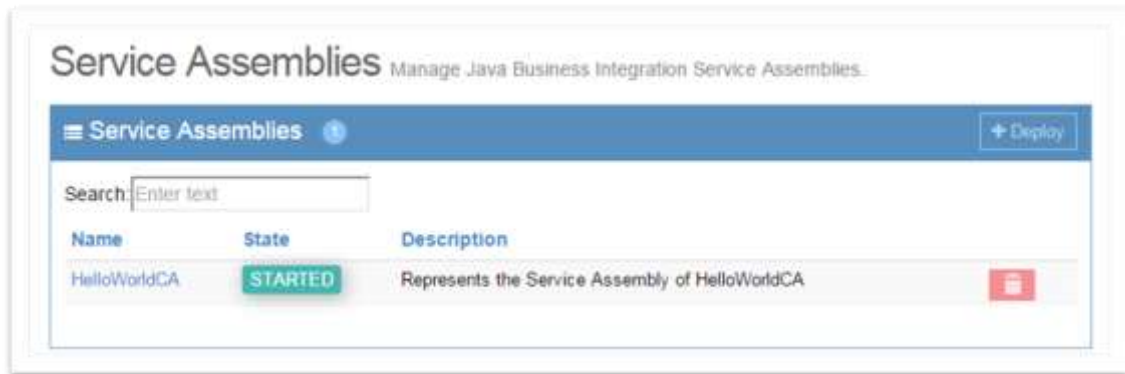 Service Assemblies Manage Java Business Integration Service Assemblies.
Service Assemblies 1
+ Deploy
Search: Enter text
Name State Description
HelloWorldCA STARTED Represents the Service Assembly of HelloWorldCA